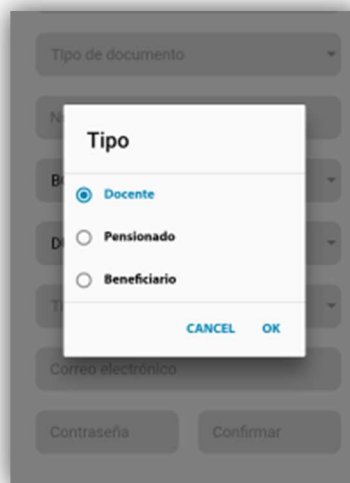 Tipo de documento
Tipo
Docente
Pensionado
Beneficiario
CANCEL OK
Correo electrónico
Contraseña Confirmar